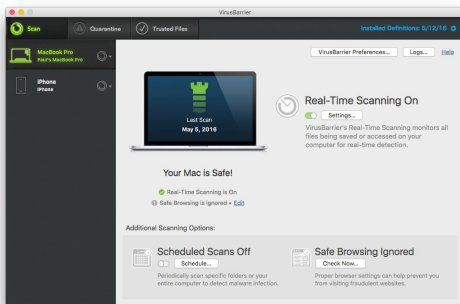 VirusBarrier
Scan
Quarantine
Trusted Files
Installed Definitions: 5/12/16
MacBook Pro
Paul's MacBook Pro
iPhone
iPhone
VirusBarrier Preferences...
Logs...
Help
Last Scan
May 5, 2016
Your Mac is Safe!
Real-Time Scanning is On
Safe Browsing is ignored • Edit
Real-Time Scanning On
Settings...
VirusBarrier's Real-Time Scanning monitors all
files being saved or accessed on your
computer for real-time detection.
Additional Scanning Options:
Scheduled Scans Off
Schedule...
Periodically scan specific folders or your
entire computer to detect malware infection.
Safe Browsing Ignored
Check Now...
Proper browser settings can help prevent you
from visiting fraudulent websites.